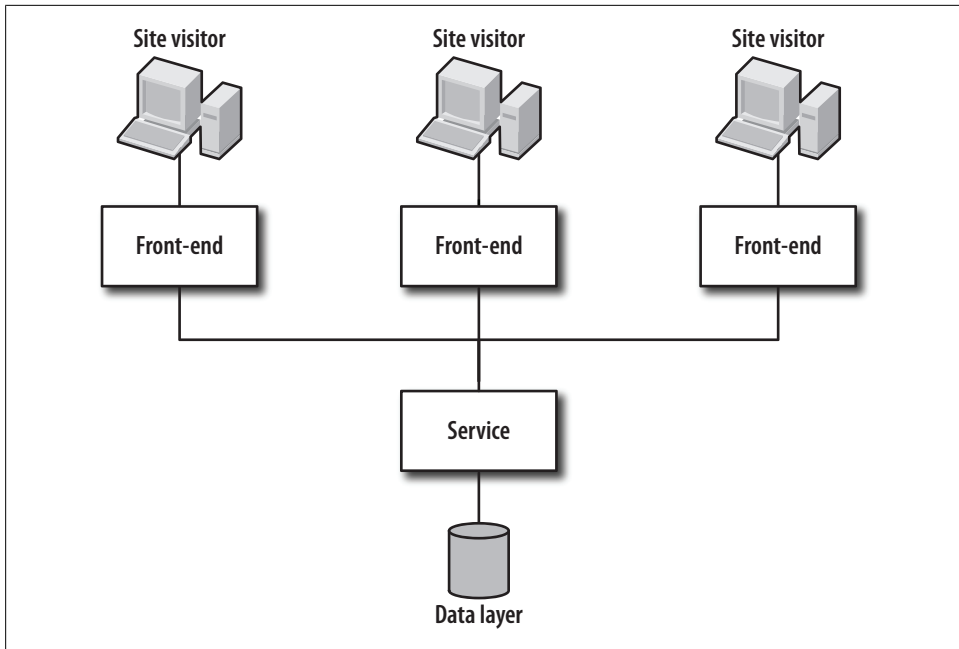 Site visitor
Site visitor
Site visitor
Front-end
Front-end
Front-end
Service
Data layer